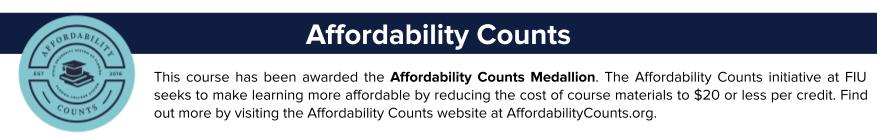 Affordability Counts
AFFORDABILITY
EST 2016
COUNTS
This course has been awarded the Affordability Counts Medallion. The Affordability Counts initiative at FIU
seeks to make learning more affordable by reducing the cost of course materials to $20 or less per credit. Find
out more by visiting the Affordability Counts website at AffordabilityCounts.org.